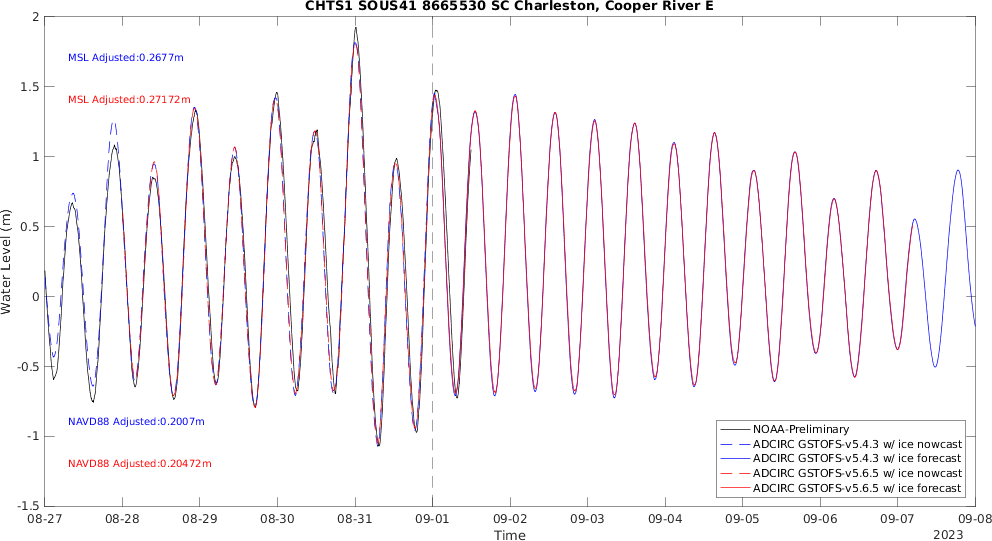 CHTS1 SOUS41 8665530 SC Charleston, Cooper River E
2
1.5
1
0.5
0
-0.5
-1
-1.5
Water Level (m)
MSL Adjusted:0.2677m
MSL Adjusted:0.27172m
NAVD88 Adjusted:0.2007m
NAVD88 Adjusted:0.20472m
NOAA-Preliminary
ADCIRC GSTOFS-v5.4.3 w/ ice nowcast
ADCIRC GSTOFS-v5.4.3 w/ ice forecast
ADCIRC GSTOFS-v5.6.5 w/ ice nowcast
ADCIRC GSTOFS-v5.6.5 w/ ice forecast
08-27 08-28 08-29 08-30 08-31 09-01 09-02 09-03 09-04 09-05 09-06 09-07 09-08
Time
2023